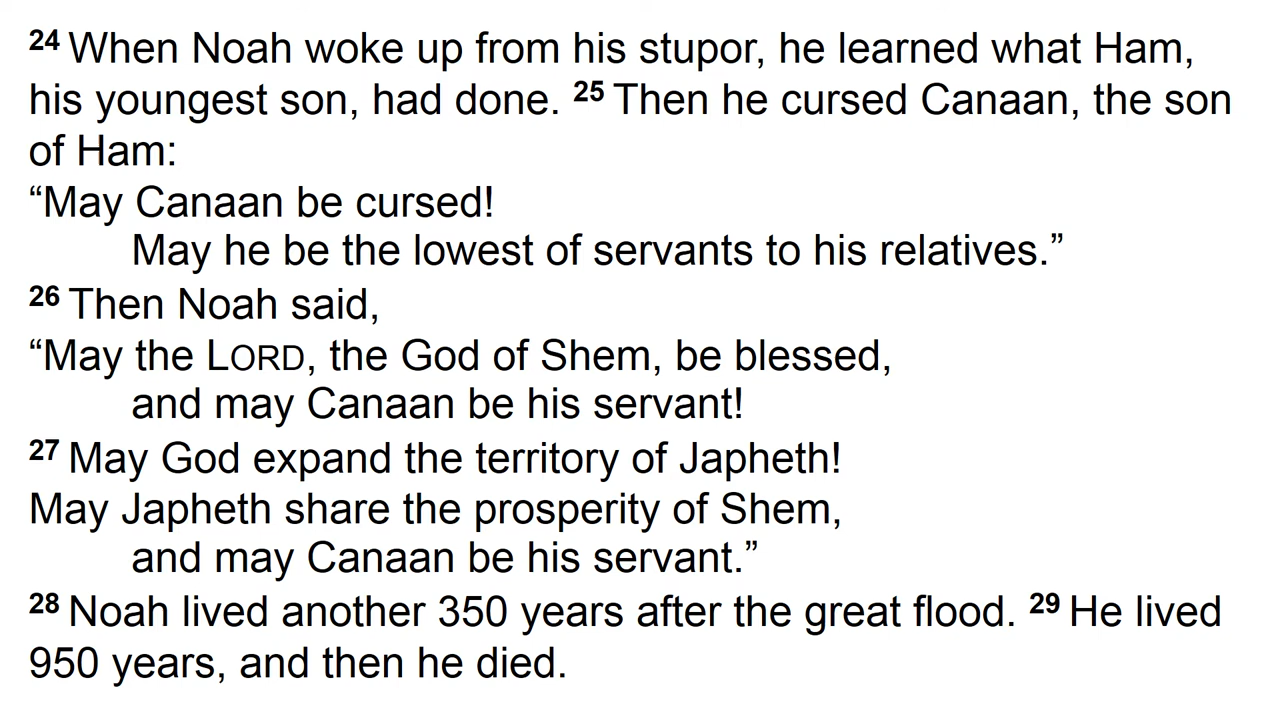 24 When Noah woke up from his stupor, he learned what Ham,
his youngest son, had done. 25 Then he cursed Canaan, the son
of Ham:
“May Canaan be cursed!
May he be the lowest of servants to his relatives.”
26 Then Noah said,
“May the LORD, the God of Shem, be blessed,
and may Canaan be his servant!
27 May God expand the territory of Japheth!
May Japheth share the prosperity of Shem,
and may Canaan be his servant.”
28 Noah lived another 350 years after the great flood. 29 He lived
950 years, and then he died.